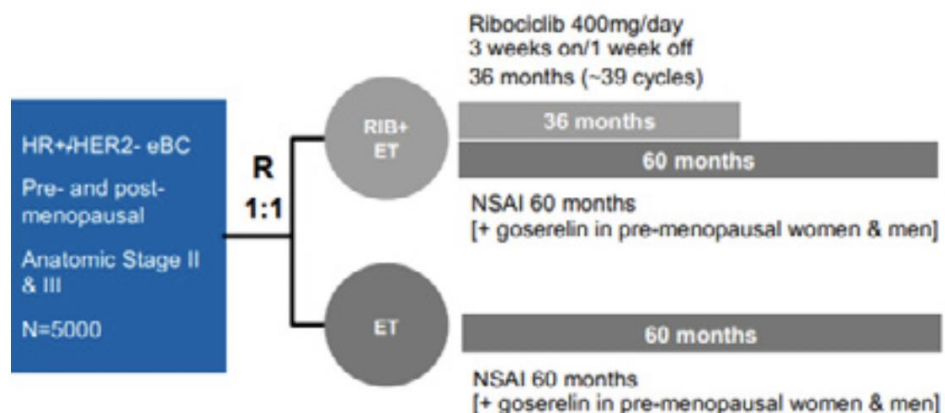 Ribociclib 400mg/day
3 weeks on/1 week off
36 months (~39 cycles)
HR+/HER2- eBC
Pre- and post-
menopausal
Anatomic Stage II
& III
N=5000
R
1:1
RIB+
ET
36 months
60 months
NSAI 60 months
[+ goserelin in pre-menopausal women & men]
ET
60 months
NSAI 60 months
[+ goserelin in pre-menopausal women & men]